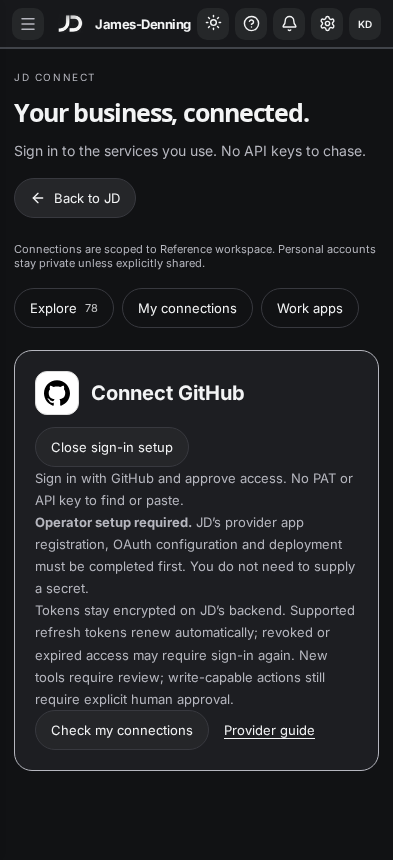 JD James-Denning KD
JD CONNECT
Your business, connected.
Sign in to the services you use. No API keys to chase.
Back to JD
Connections are scoped to Reference workspace. Personal accounts
stay private unless explicitly shared.
Explore 78 My connections Work apps
Connect GitHub
Close sign-in setup
Sign in with GitHub and approve access. No PAT or
API key to find or paste.
Operator setup required. JD’s provider app
registration, OAuth configuration and deployment
must be completed first. You do not need to supply
a secret.
Tokens stay encrypted on JD’s backend. Supported
refresh tokens renew automatically; revoked or
expired access may require sign-in again. New
tools require review; write-capable actions still
require explicit human approval.
Check my connections Provider guide